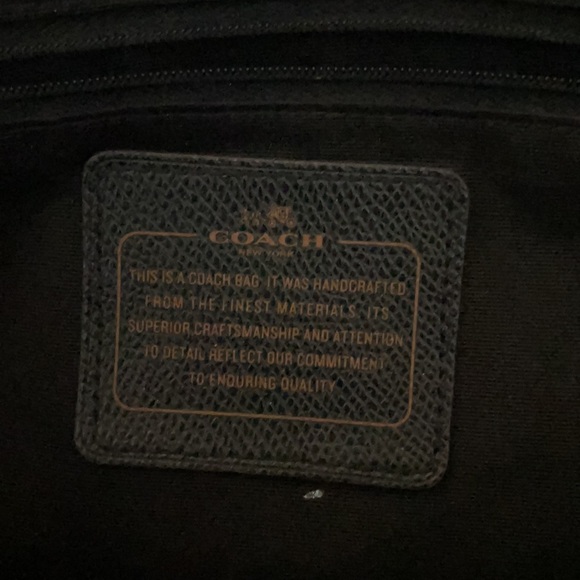 COACH
NEW YORK
THIS IS A COACH BAG. IT WAS HANDCRAFTED
FROM THE FINEST MATERIALS. ITS
SUPERIOR CRAFTSMANSHIP AND ATTENTION
TO DETAIL REFLECT OUR COMMITMENT
TO ENDURING QUALITY.